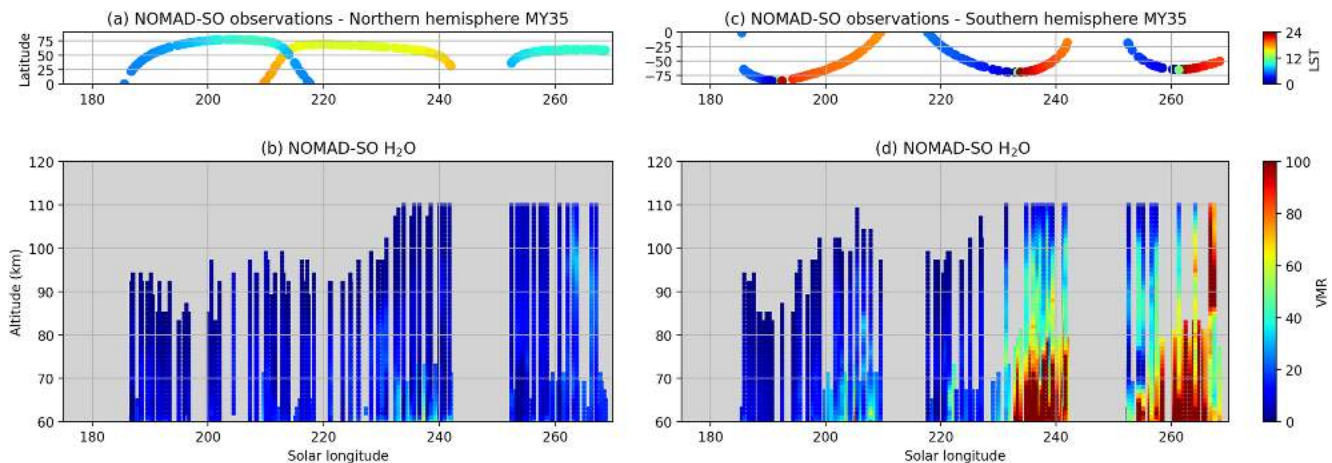 (a) NOMAD-SO observations - Northern hemisphere MY35
Latitude
75
50
25
0
180 200 220 240 260
(c) NOMAD-SO observations - Southern hemisphere MY35
0
−25
−50
−75
180 200 220 240 260
24
12
0
LST
(b) NOMAD-SO H₂O
Altitude (km)
120
110
100
90
80
70
60
180 200 220 240 260
Solar longitude
(d) NOMAD-SO H₂O
120
110
100
90
80
70
60
180 200 220 240 260
Solar longitude
100
80
60
40
20
0
VMR